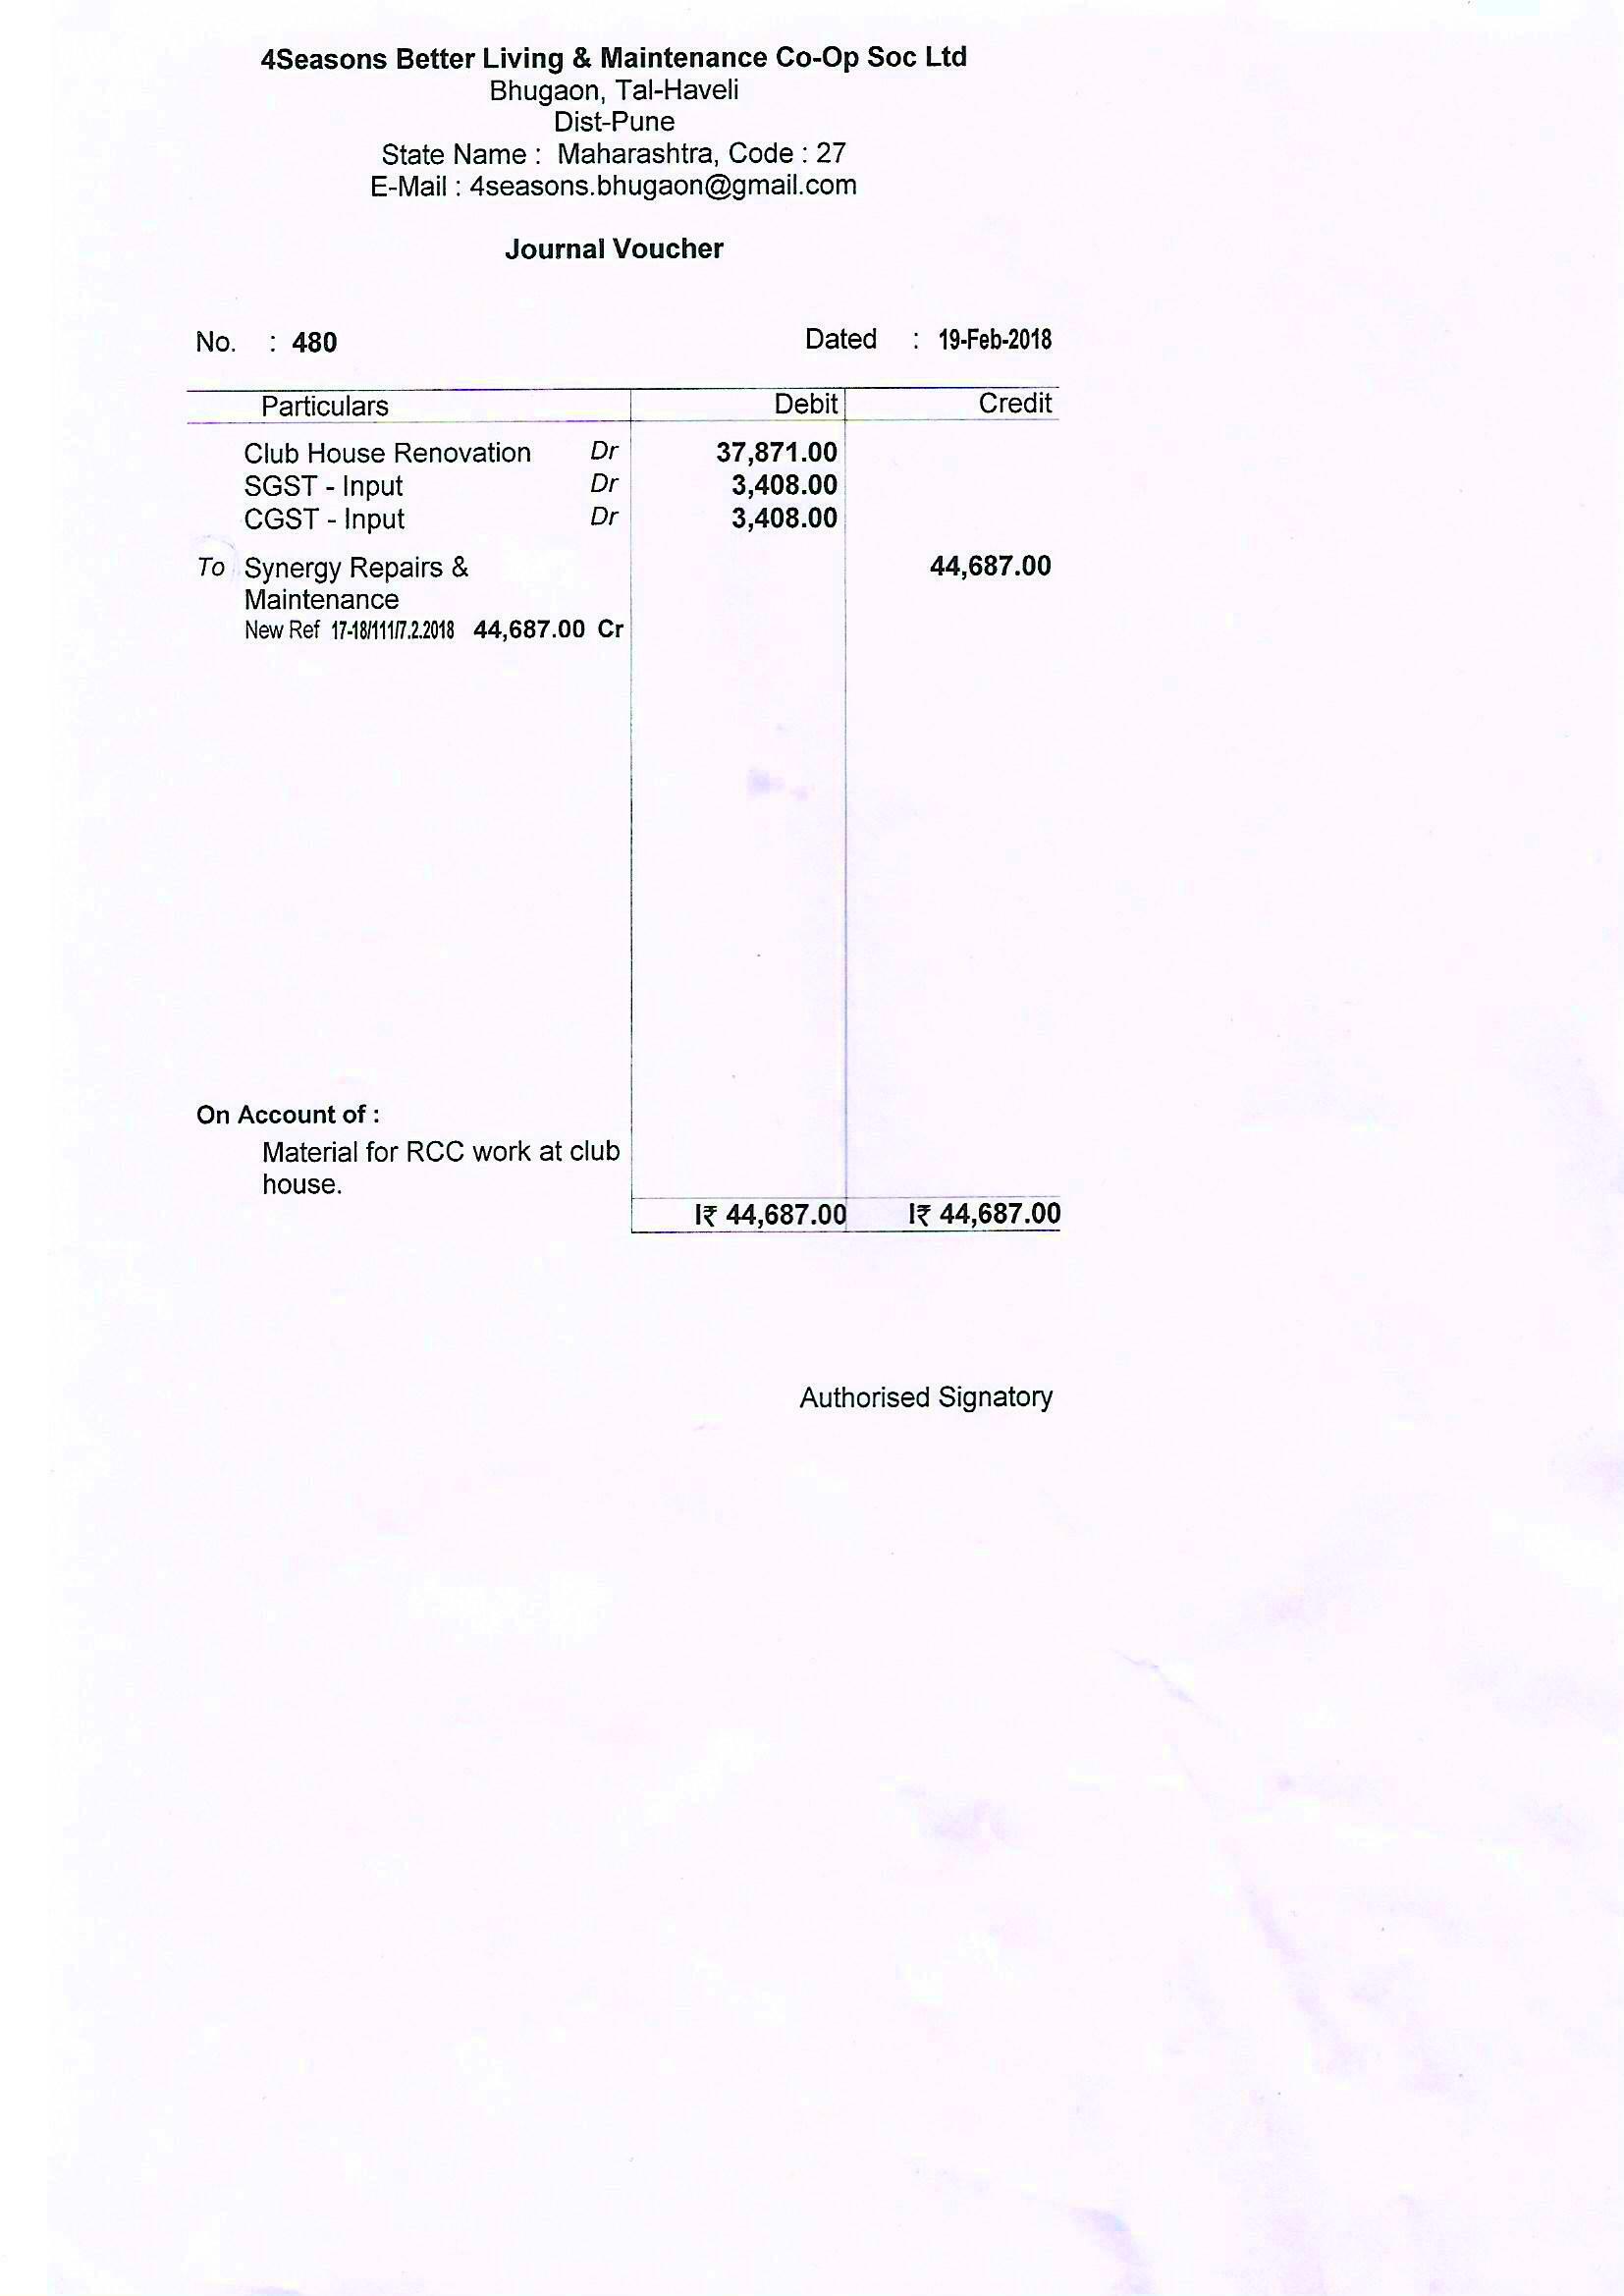 4Seasons Better Living & Maintenance Co-Op Soc Ltd
Bhugaon, Tal-Haveli
Dist-Pune
State Name : Maharashtra, Code : 27
E-Mail : 4seasons.bhugaon@gmail.com
Journal Voucher
No. : 480 Dated : 19-Feb-2018
Particulars Debit Credit
Club House Renovation Dr 37,871.00
SGST - Input Dr 3,408.00
CGST - Input Dr 3,408.00
To Synergy Repairs & 44,687.00
Maintenance
New Ref 17-18/111/7.2.2018 44,687.00 Cr
On Account of :
Material for RCC work at club
house.
I₹ 44,687.00 I₹ 44,687.00
Authorised Signatory